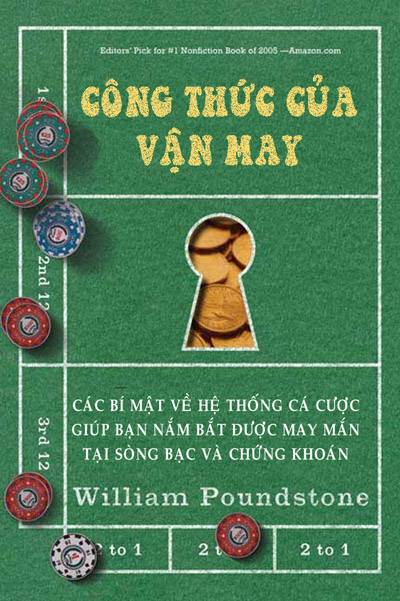 Editors' Pick for #1 Nonfiction Book of 2005 —Amazon.com
CÔNG THỨC CỦA
VẬN MAY
2nd 12
CÁC BÍ MẬT VỀ HỆ THỐNG CÁ CƯỢC
GIÚP BẠN NẮM BẮT ĐƯỢC MAY MẮN
TẠI SÒNG BẠC VÀ CHỨNG KHOÁN
3rd 12
William Poundstone
2 to 1
2 to 1